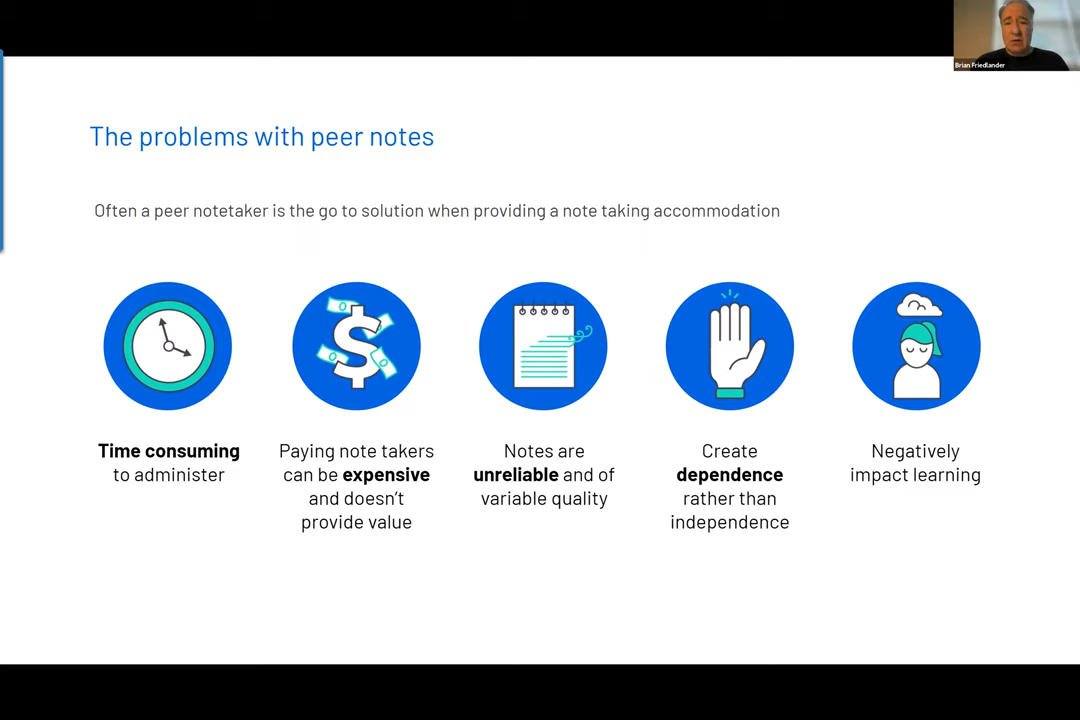 Brian Friedlander
The problems with peer notes
Often a peer notetaker is the go to solution when providing a note taking accommodation
Time consuming
to administer
Paying note takers
can be expensive
and doesn't
provide value
Notes are
unreliable and of
variable quality
Create
dependence
rather than
independence
Negatively
impact learning